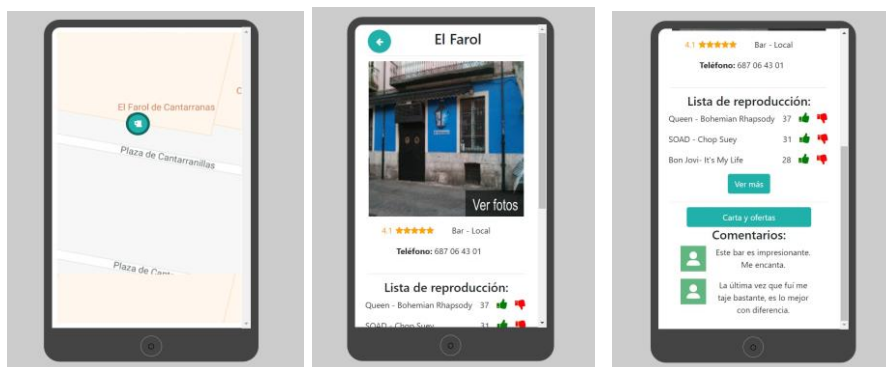 El Farol de Cantarranas
C
Plaza de Cantarranillas
Plaza de Cant
El Farol
Ver fotos
4.1 Bar - Local
Teléfono: 687 06 43 01
Lista de reproducción:
Queen - Bohemian Rhapsody 37
SOAD - Chop Suey 31
4.1 Bar - Local
Teléfono: 687 06 43 01
Lista de reproducción:
Queen - Bohemian Rhapsody 37
SOAD - Chop Suey 31
Bon Jovi- It's My Life 28
Ver más
Carta y ofertas
Comentarios:
Este bar es impresionante.
Me encanta.
La última vez que fuí me
taje bastante, es lo mejor
con diferencia.